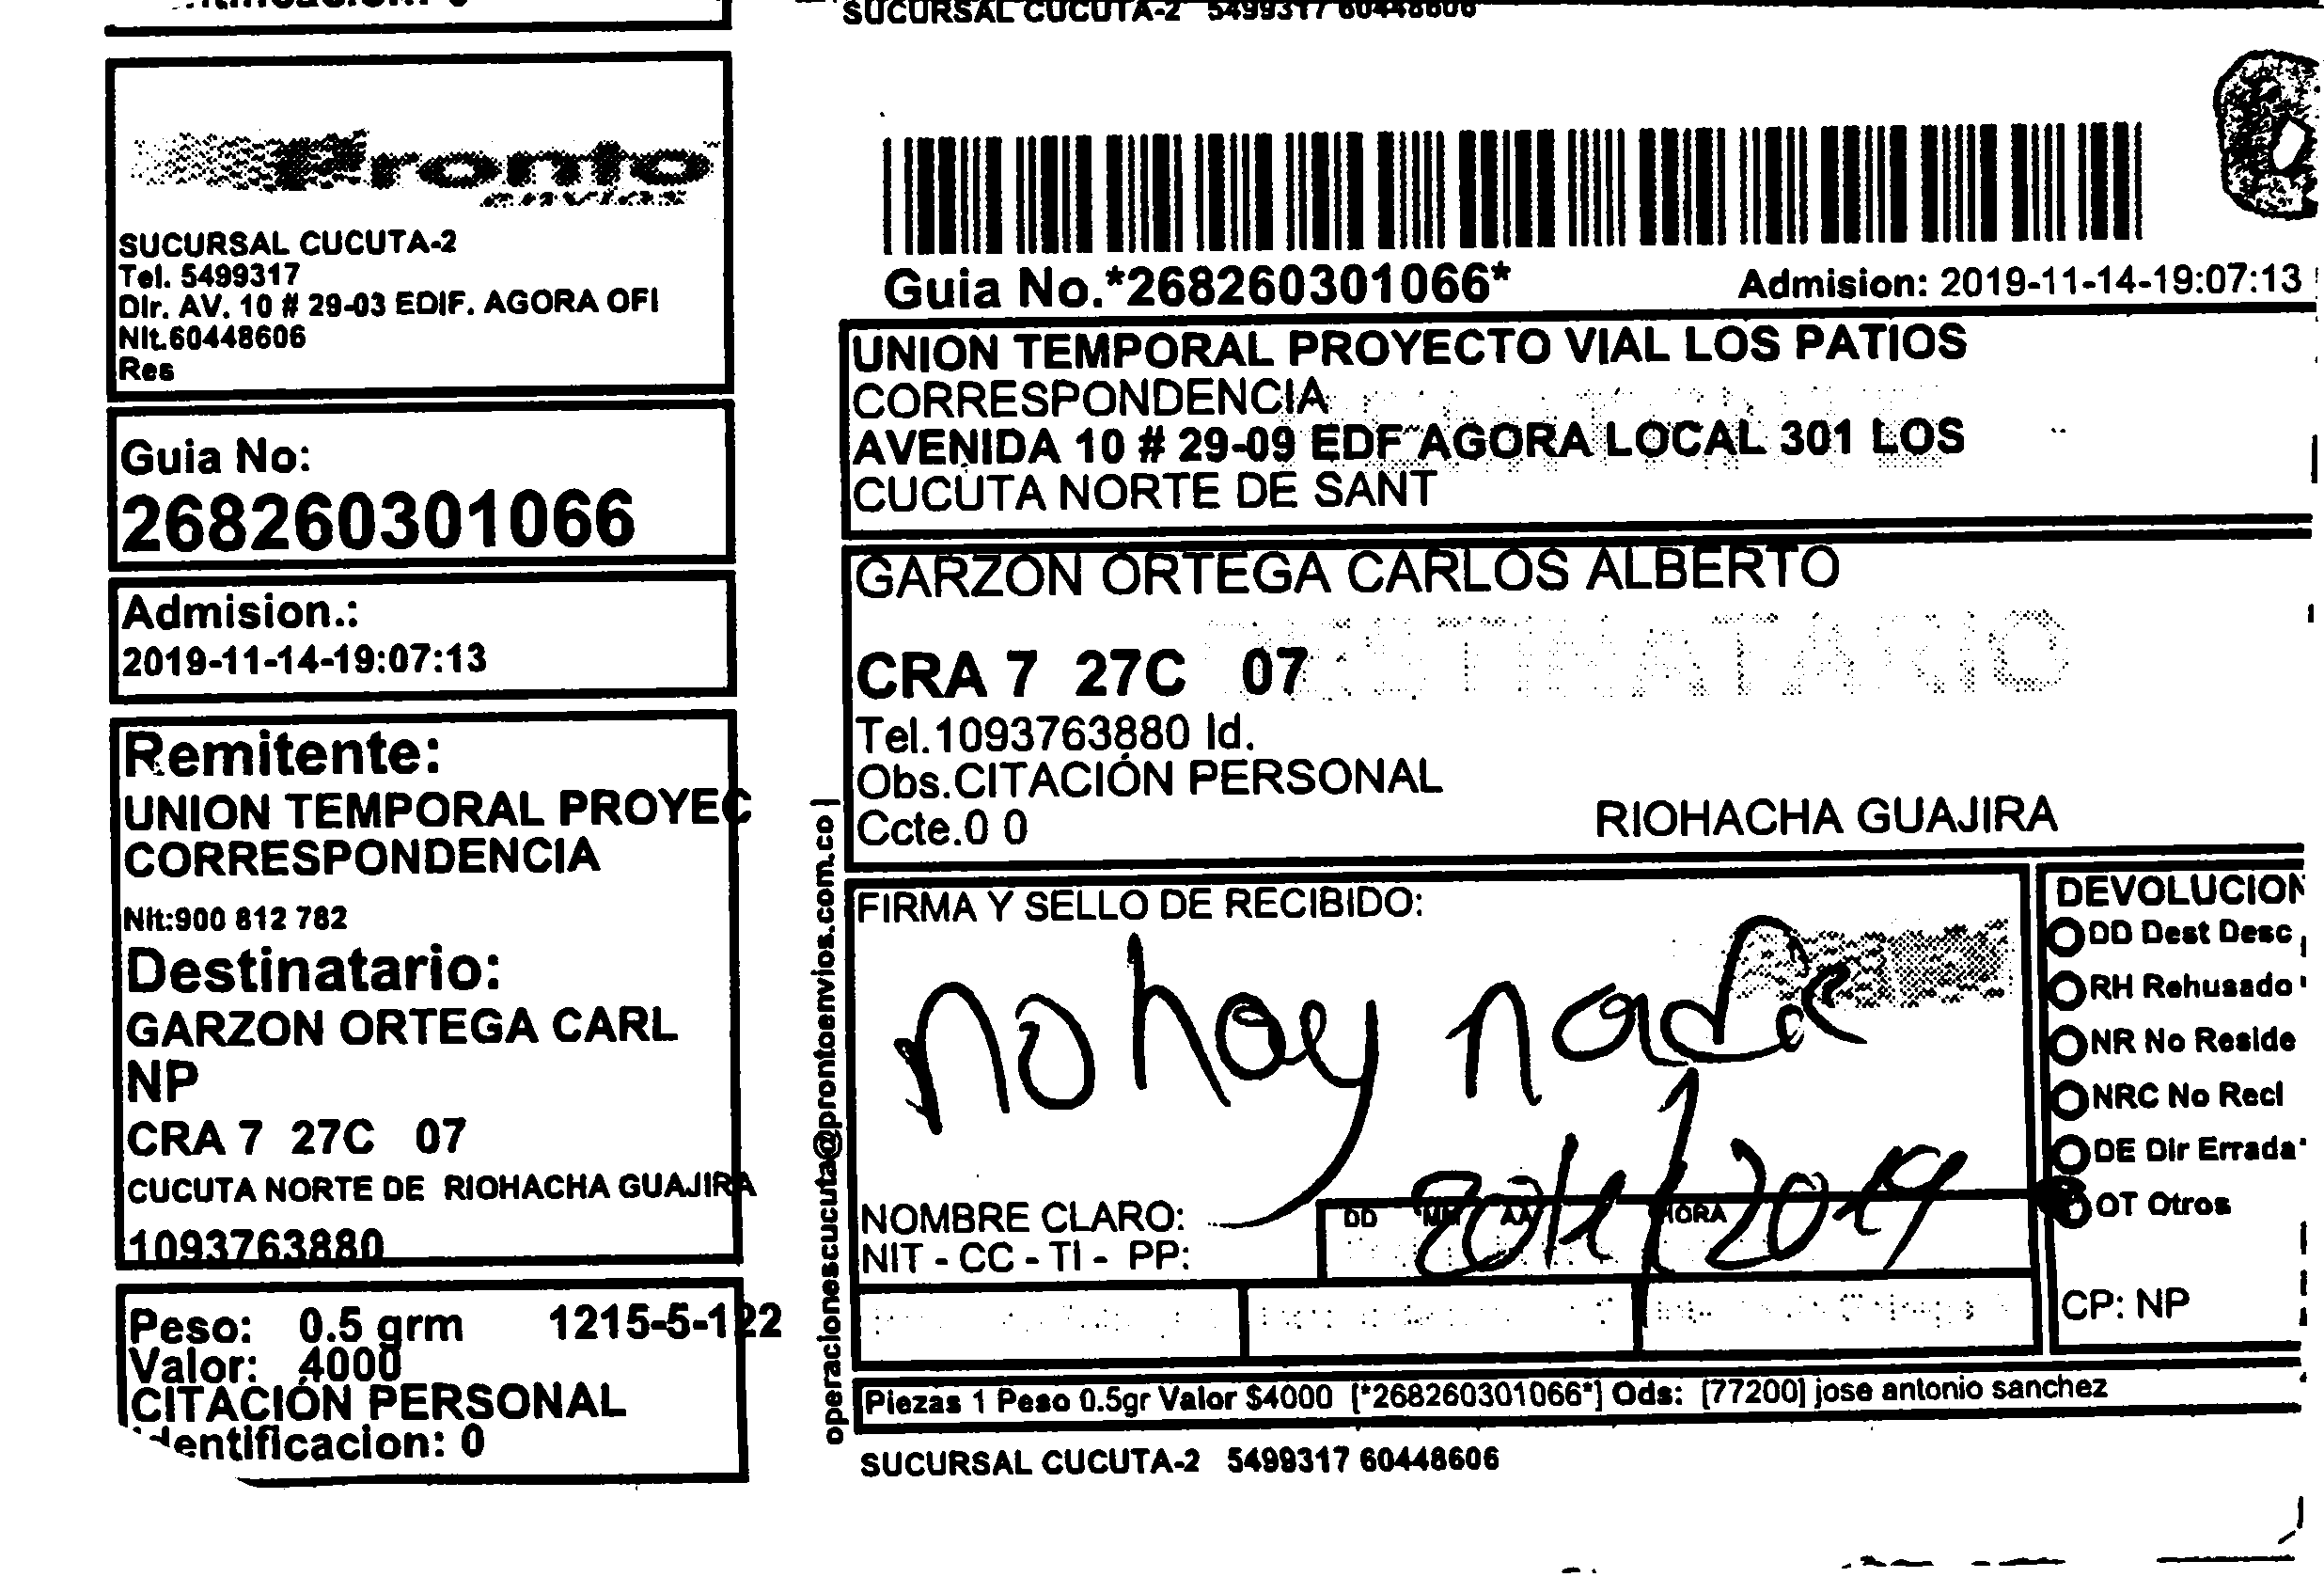 SUCURSAL CUCUTA-2 5499317 60448606
Pronto
envios
SUCURSAL CUCUTA-2
Tel. 5499317
Dir. AV. 10 # 29-03 EDIF. AGORA OFI
Nit.60448606
Res
Guia No:
268260301066
Admision.:
2019-11-14-19:07:13
Remitente:
UNION TEMPORAL PROYEC
CORRESPONDENCIA
Nit:900 812 782
Destinatario:
GARZON ORTEGA CARL
NP
CRA 7 27C 07
CUCUTA NORTE DE RIOHACHA GUAJIRA
1093763880
Peso: 0.5 grm 1215-5-122
Valor: 4000
CITACIÓN PERSONAL
Identificacion: 0
operacionescucuta@prontoenvios.com.co |
Guia No.*268260301066* Admision: 2019-11-14-19:07:13
UNION TEMPORAL PROYECTO VIAL LOS PATIOS
CORRESPONDENCIA
AVENIDA 10 # 29-09 EDF AGORA LOCAL 301 LOS
CUCUTA NORTE DE SANT
GARZON ORTEGA CARLOS ALBERTO
DESTINATARIO
CRA 7 27C 07
Tel.1093763880 Id.
Obs.CITACIÓN PERSONAL
Ccte.0 0
RIOHACHA GUAJIRA
FIRMA Y SELLO DE RECIBIDO:
no hay nadie
NOMBRE CLARO:
NIT - CC - TI - PP:
DD MM AA HORA
20/11/2019
DEVOLUCION
DD Dest Desc
RH Rehusado
NR No Reside
NRC No Recl
DE Dir Errada
OT Otros
CP: NP
Piezas 1 Peso 0.5gr Valor $4000 [*268260301066*] Ods: [77200] jose antonio sanchez
SUCURSAL CUCUTA-2 5499317 60448606